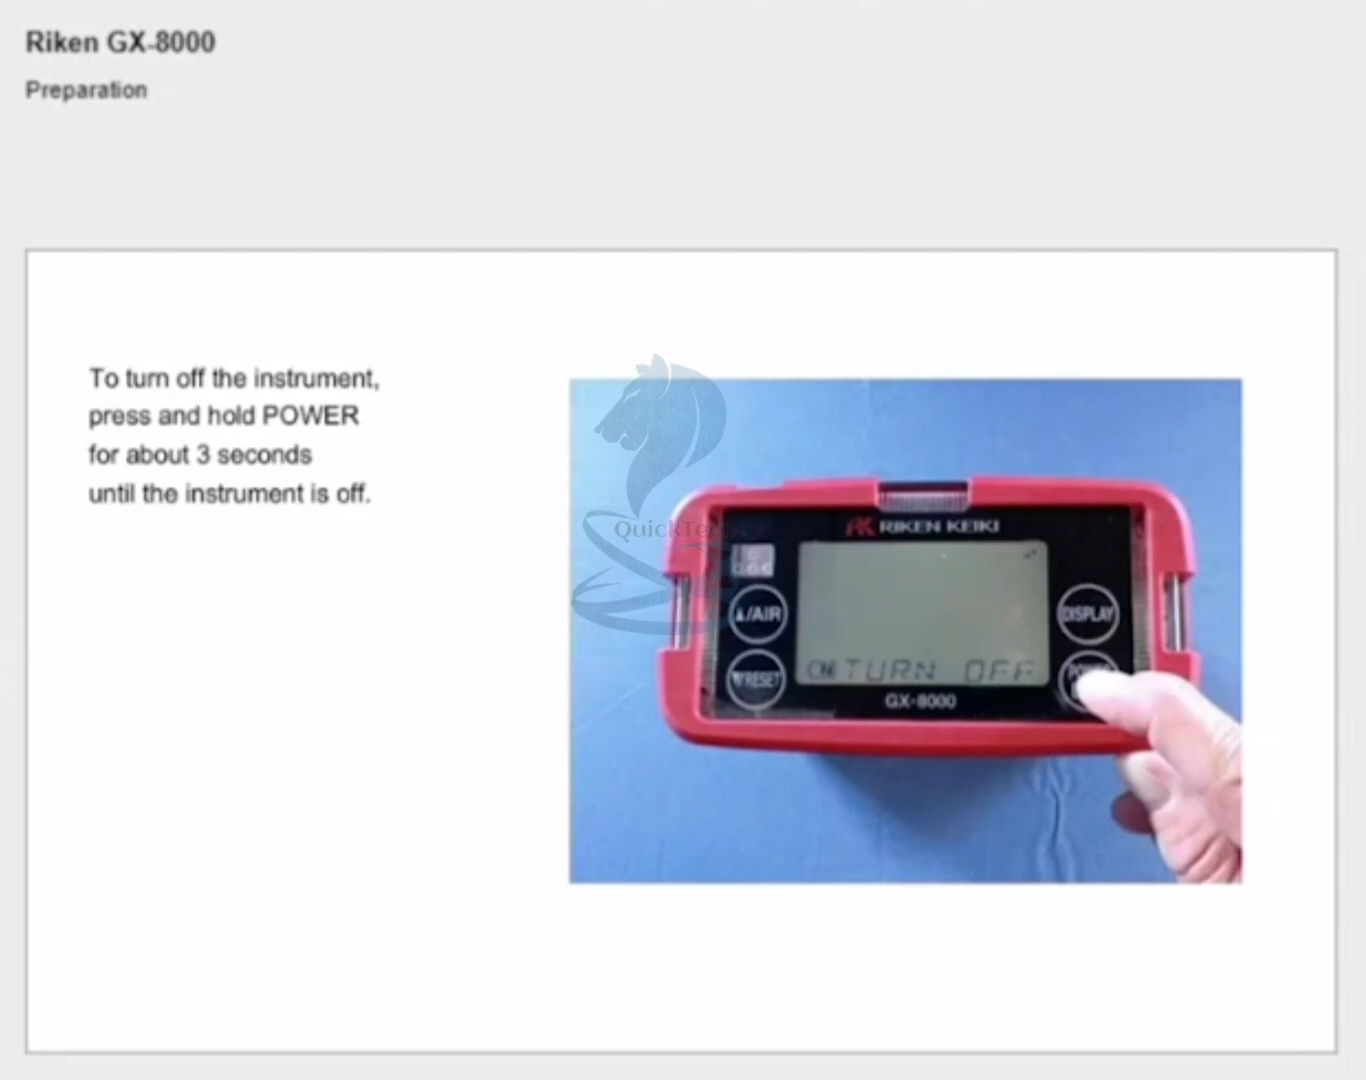 Riken GX-8000
Preparation
To turn off the instrument,
press and hold POWER
for about 3 seconds
until the instrument is off.
RIKEN KEIKI
▲/AIR
DISPLAY
TURN OFF
▼RESET
GX-8000